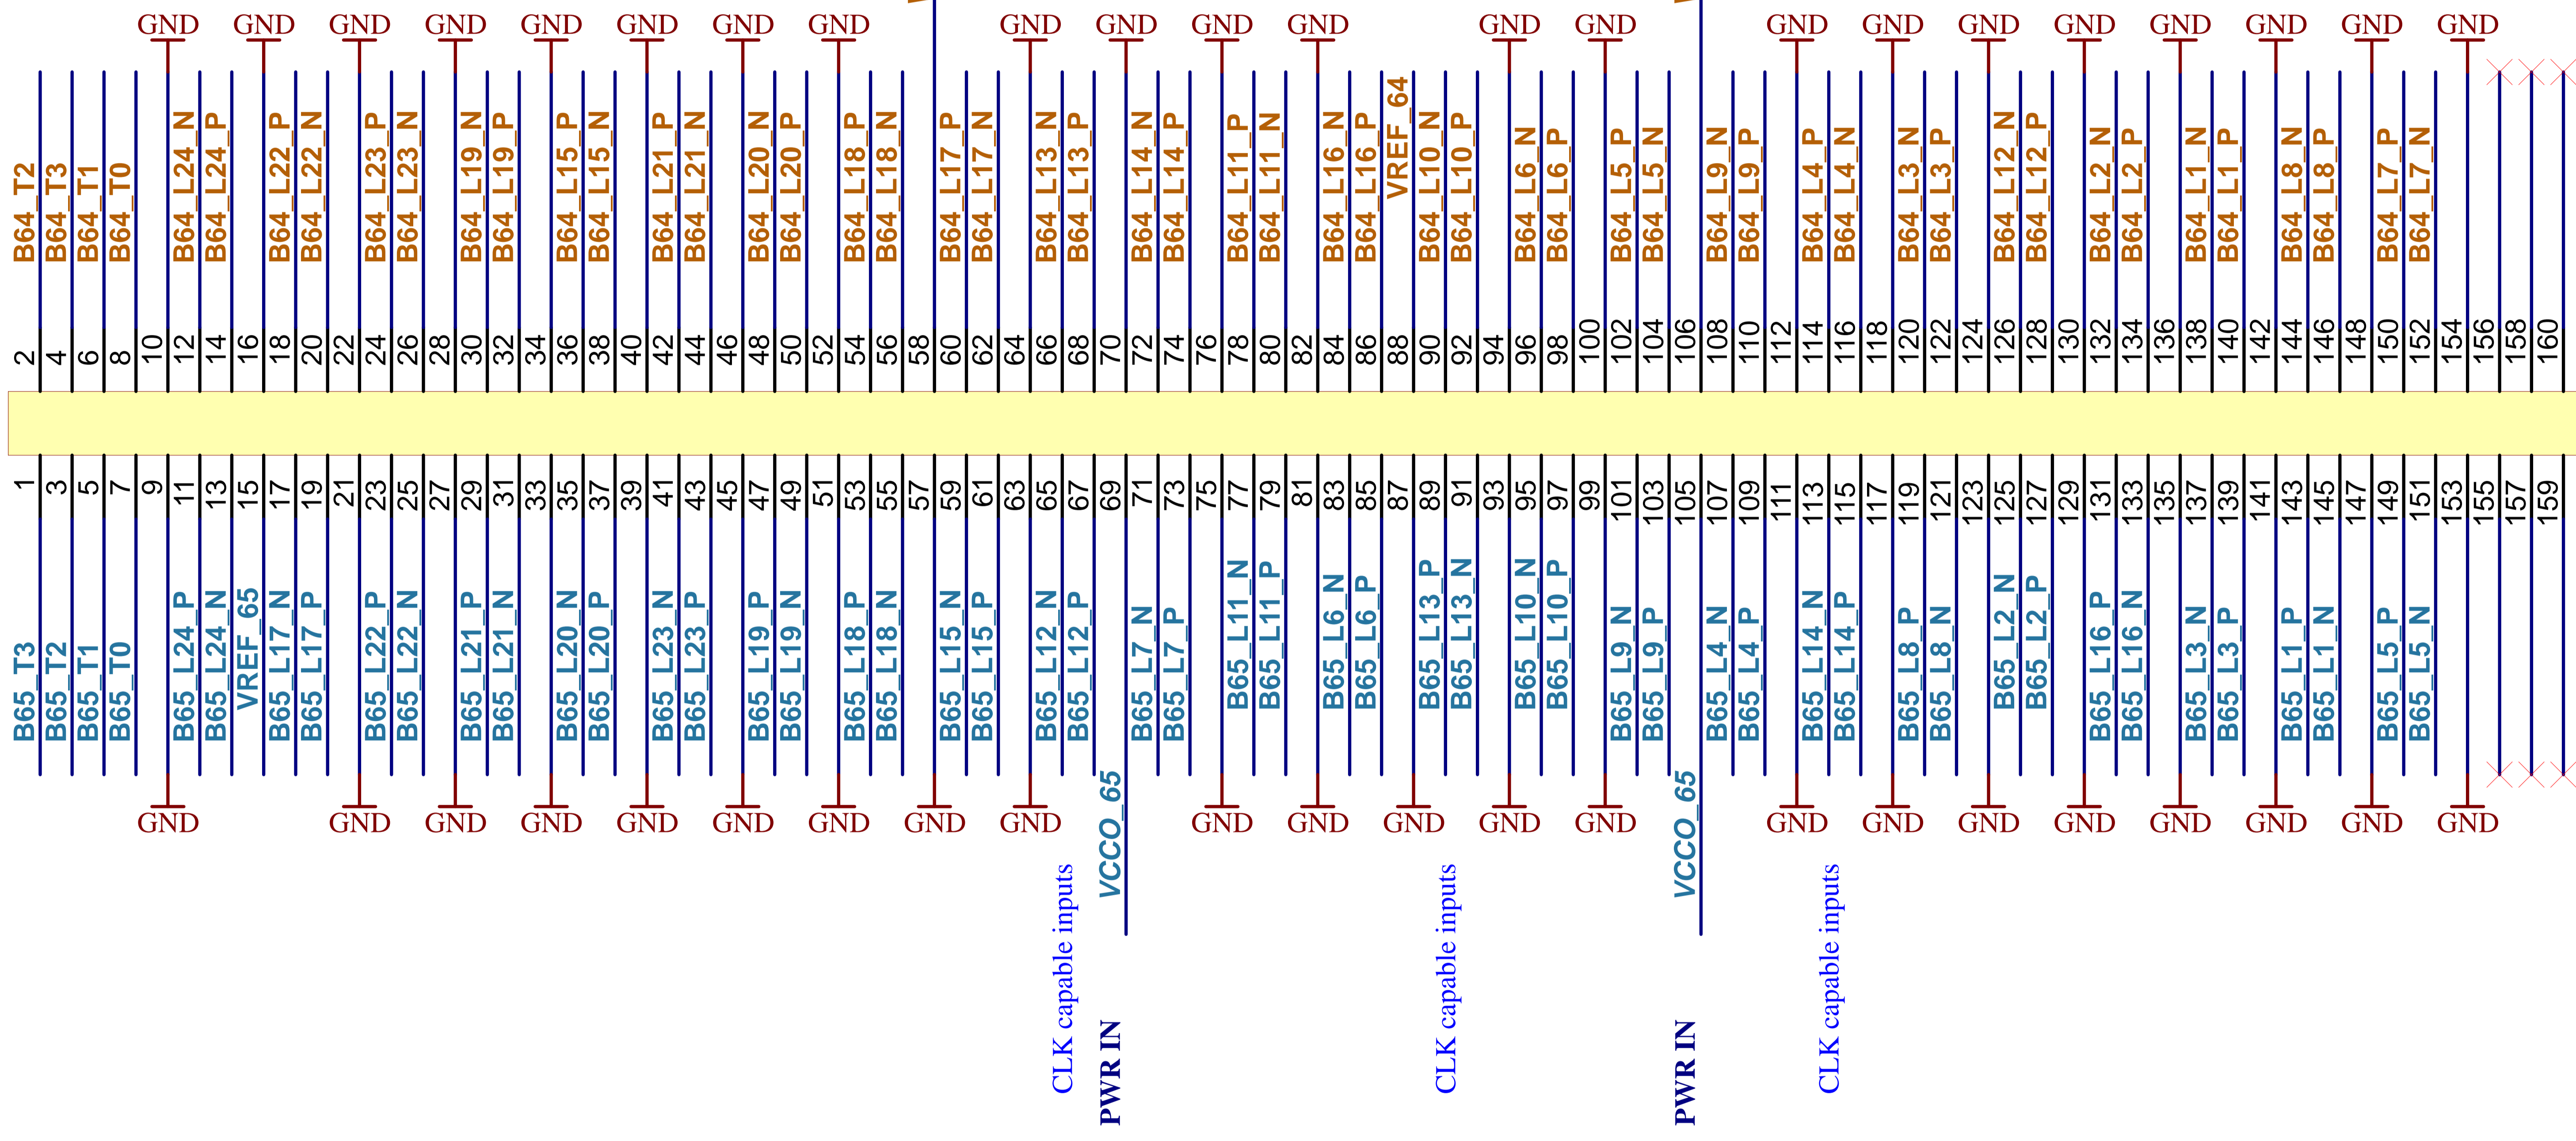 GND GND GND GND GND GND GND GND GND GND GND GND GND GND GND GND GND GND GND GND GND GND
B64_T2
B64_T3
B64_T1
B64_T0
B64_L24_N
B64_L24_P
B64_L22_P
B64_L22_N
B64_L23_P
B64_L23_N
B64_L19_N
B64_L19_P
B64_L15_P
B64_L15_N
B64_L21_P
B64_L21_N
B64_L20_N
B64_L20_P
B64_L18_P
B64_L18_N
B64_L17_P
B64_L17_N
B64_L13_N
B64_L13_P
B64_L14_N
B64_L14_P
B64_L11_P
B64_L11_N
B64_L16_N
B64_L16_P
VREF_64
B64_L10_N
B64_L10_P
B64_L6_N
B64_L6_P
B64_L5_P
B64_L5_N
B64_L9_N
B64_L9_P
B64_L4_P
B64_L4_N
B64_L3_N
B64_L3_P
B64_L12_N
B64_L12_P
B64_L2_N
B64_L2_P
B64_L1_N
B64_L1_P
B64_L8_N
B64_L8_P
B64_L7_P
B64_L7_N
2 4 6 8 10 12 14 16 18 20 22 24 26 28 30 32 34 36 38 40 42 44 46 48 50 52 54 56 58 60 62 64 66 68 70 72 74 76 78 80 82 84 86 88 90 92 94 96 98 100 102 104 106 108 110 112 114 116 118 120 122 124 126 128 130 132 134 136 138 140 142 144 146 148 150 152 154 156 158 160
1 3 5 7 9 11 13 15 17 19 21 23 25 27 29 31 33 35 37 39 41 43 45 47 49 51 53 55 57 59 61 63 65 67 69 71 73 75 77 79 81 83 85 87 89 91 93 95 97 99 101 103 105 107 109 111 113 115 117 119 121 123 125 127 129 131 133 135 137 139 141 143 145 147 149 151 153 155 157 159
B65_T3
B65_T2
B65_T1
B65_T0
B65_L24_P
B65_L24_N
VREF_65
B65_L17_N
B65_L17_P
B65_L22_P
B65_L22_N
B65_L21_P
B65_L21_N
B65_L20_N
B65_L20_P
B65_L23_N
B65_L23_P
B65_L19_P
B65_L19_N
B65_L18_P
B65_L18_N
B65_L15_N
B65_L15_P
B65_L12_N
B65_L12_P
B65_L7_N
B65_L7_P
B65_L11_N
B65_L11_P
B65_L6_N
B65_L6_P
B65_L13_P
B65_L13_N
B65_L10_N
B65_L10_P
B65_L9_N
B65_L9_P
B65_L4_N
B65_L4_P
B65_L14_N
B65_L14_P
B65_L8_P
B65_L8_N
B65_L2_N
B65_L2_P
B65_L16_P
B65_L16_N
B65_L3_N
B65_L3_P
B65_L1_P
B65_L1_N
B65_L5_P
B65_L5_N
GND GND GND GND GND GND GND GND GND GND GND GND GND GND GND GND GND GND GND GND GND GND
CLK capable inputs
VCCO_65
PWR IN
CLK capable inputs
VCCO_65
PWR IN
CLK capable inputs